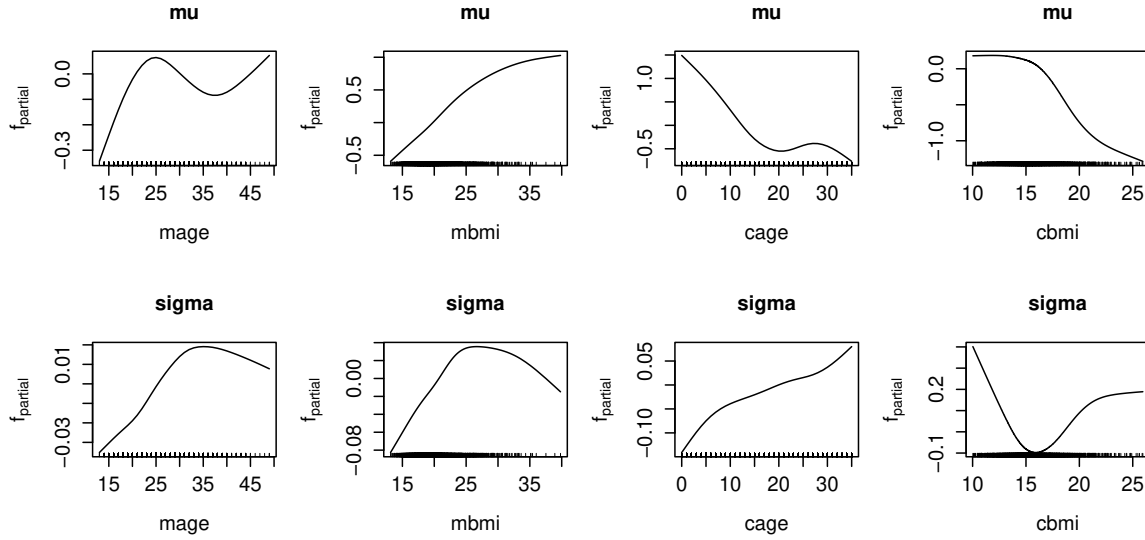 mu
mu
mu
mu
f_partial
0.0
−0.3
15 25 35 45
mage
f_partial
0.5
−0.5
15 25 35
mbmi
f_partial
1.0
−0.5
0 10 20 30
cage
f_partial
0.0
−1.0
10 15 20 25
cbmi
sigma
sigma
sigma
sigma
f_partial
0.01
−0.03
15 25 35 45
mage
f_partial
0.00
−0.08
15 25 35
mbmi
f_partial
0.05
−0.10
0 10 20 30
cage
f_partial
0.2
−0.1
10 15 20 25
cbmi